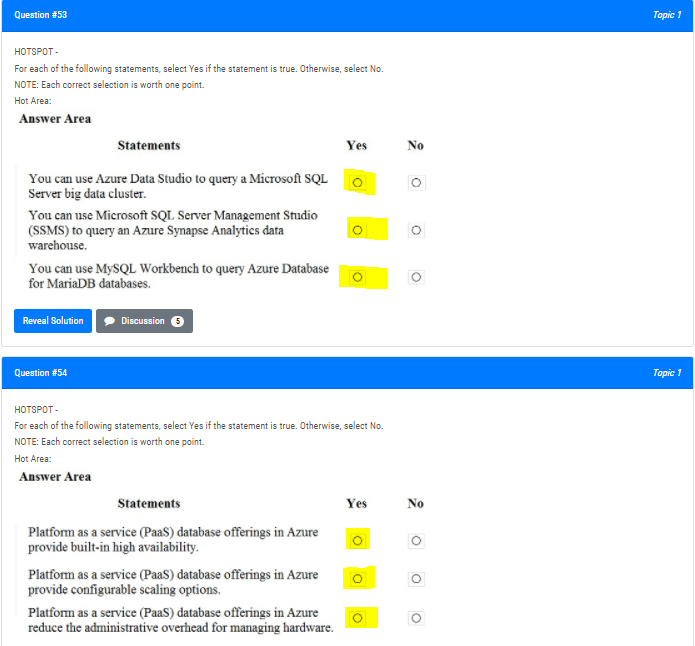 Question #53 Topic 1
HOTSPOT -
For each of the following statements, select Yes if the statement is true. Otherwise, select No.
NOTE: Each correct selection is worth one point.
Hot Area:
Answer Area
Statements Yes No
You can use Azure Data Studio to query a Microsoft SQL
Server big data cluster.
You can use Microsoft SQL Server Management Studio
(SSMS) to query an Azure Synapse Analytics data
warehouse.
You can use MySQL Workbench to query Azure Database
for MariaDB databases.
Reveal Solution Discussion 5
Question #54 Topic 1
HOTSPOT -
For each of the following statements, select Yes if the statement is true. Otherwise, select No.
NOTE: Each correct selection is worth one point.
Hot Area:
Answer Area
Statements Yes No
Platform as a service (PaaS) database offerings in Azure
provide built-in high availability.
Platform as a service (PaaS) database offerings in Azure
provide configurable scaling options.
Platform as a service (PaaS) database offerings in Azure
reduce the administrative overhead for managing hardware.